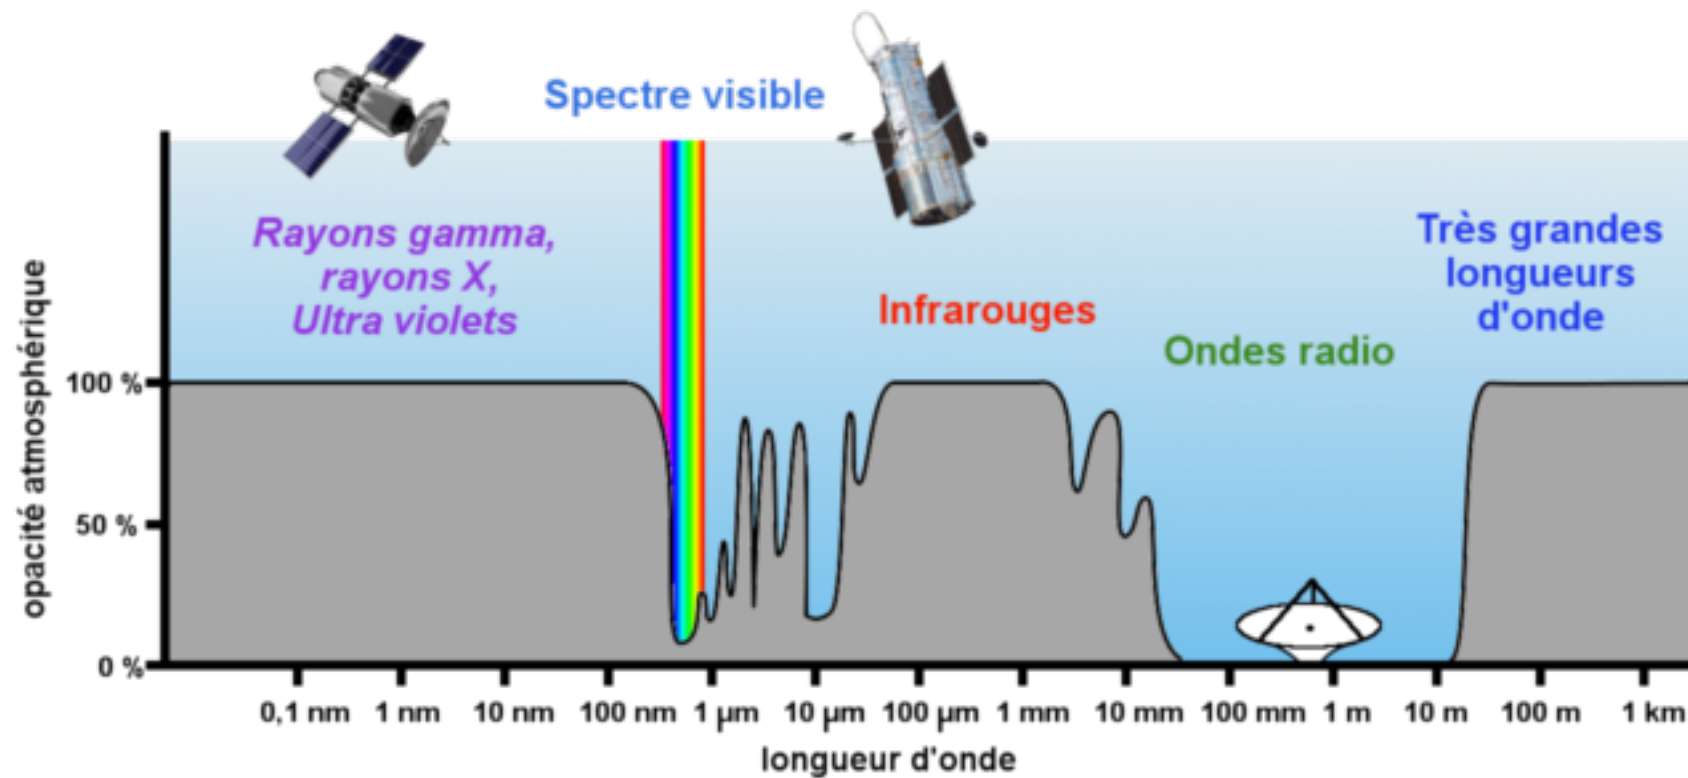 Spectre visible
Rayons gamma,
rayons X,
Ultra violets
Infrarouges
Ondes radio
Très grandes
longueurs
d'onde
opacité atmosphérique
100 %
50 %
0 %
0,1 nm 1 nm 10 nm 100 nm 1 µm 10 µm 100 µm 1 mm 10 mm 100 mm 1 m 10 m 100 m 1 km
longueur d'onde